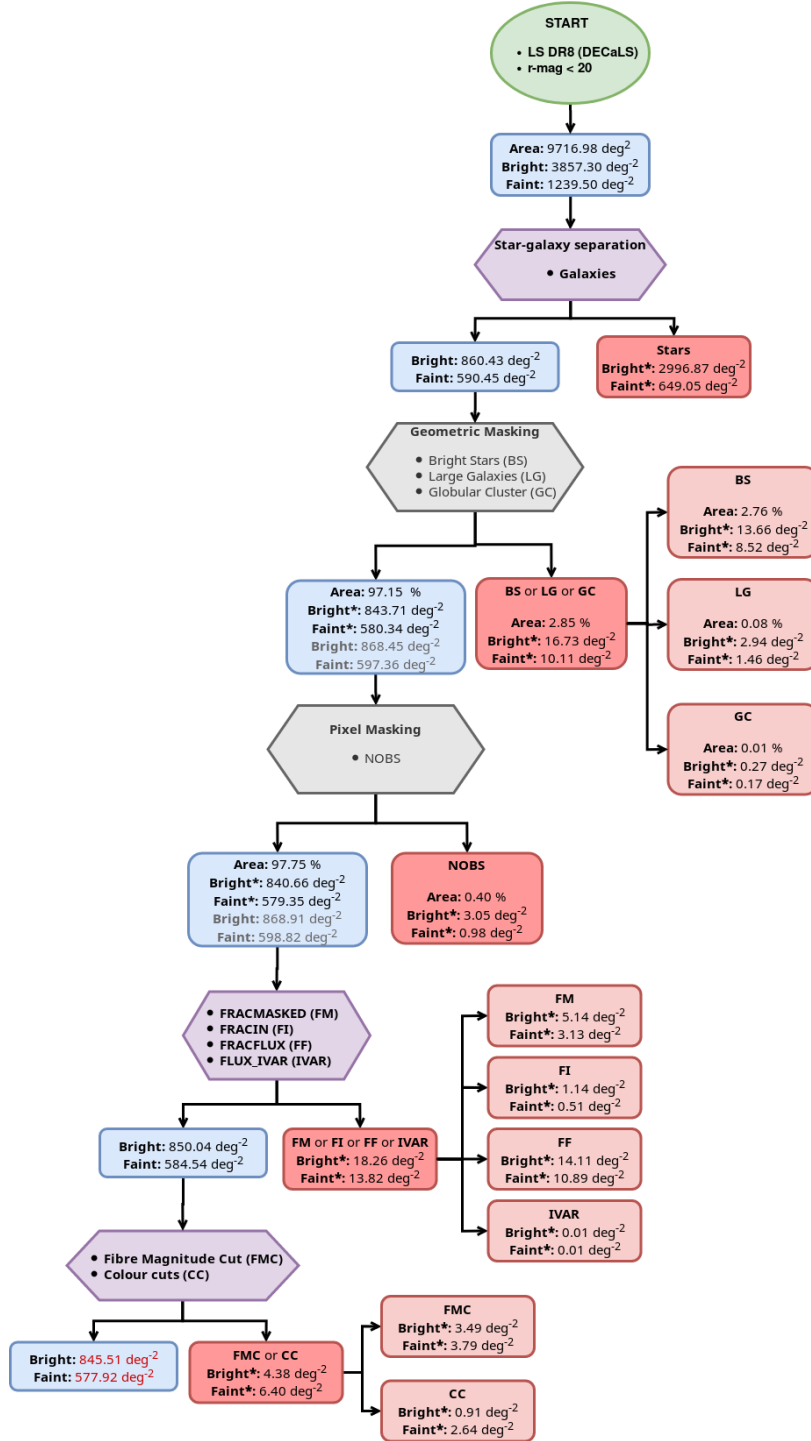 START
• LS DR8 (DECaLS)
• r-mag < 20
Area: 9716.98 deg²
Bright: 3857.30 deg⁻²
Faint: 1239.50 deg⁻²
Star-galaxy separation
• Galaxies
Bright: 860.43 deg⁻²
Faint: 590.45 deg⁻²
Stars
Bright*: 2996.87 deg⁻²
Faint*: 649.05 deg⁻²
Geometric Masking
• Bright Stars (BS)
• Large Galaxies (LG)
• Globular Cluster (GC)
BS
Area: 2.76 %
Bright*: 13.66 deg⁻²
Faint*: 8.52 deg⁻²
Area: 97.15 %
Bright*: 843.71 deg⁻²
Faint*: 580.34 deg⁻²
Bright: 868.45 deg⁻²
Faint: 597.36 deg⁻²
BS or LG or GC
Area: 2.85 %
Bright*: 16.73 deg⁻²
Faint*: 10.11 deg⁻²
LG
Area: 0.08 %
Bright*: 2.94 deg⁻²
Faint*: 1.46 deg⁻²
GC
Area: 0.01 %
Bright*: 0.27 deg⁻²
Faint*: 0.17 deg⁻²
Pixel Masking
• NOBS
Area: 97.75 %
Bright*: 840.66 deg⁻²
Faint*: 579.35 deg⁻²
Bright: 868.91 deg⁻²
Faint: 598.82 deg⁻²
NOBS
Area: 0.40 %
Bright*: 3.05 deg⁻²
Faint*: 0.98 deg⁻²
• FRACMASKED (FM)
• FRACIN (FI)
• FRACFLUX (FF)
• FLUX_IVAR (IVAR)
FM
Bright*: 5.14 deg⁻²
Faint*: 3.13 deg⁻²
FI
Bright*: 1.14 deg⁻²
Faint*: 0.51 deg⁻²
Bright: 850.04 deg⁻²
Faint: 584.54 deg⁻²
FM or FI or FF or IVAR
Bright*: 18.26 deg⁻²
Faint*: 13.82 deg⁻²
FF
Bright*: 14.11 deg⁻²
Faint*: 10.89 deg⁻²
IVAR
Bright*: 0.01 deg⁻²
Faint*: 0.01 deg⁻²
• Fibre Magnitude Cut (FMC)
• Colour cuts (CC)
FMC
Bright*: 3.49 deg⁻²
Faint*: 3.79 deg⁻²
Bright: 845.51 deg⁻²
Faint: 577.92 deg⁻²
FMC or CC
Bright*: 4.38 deg⁻²
Faint*: 6.40 deg⁻²
CC
Bright*: 0.91 deg⁻²
Faint*: 2.64 deg⁻²